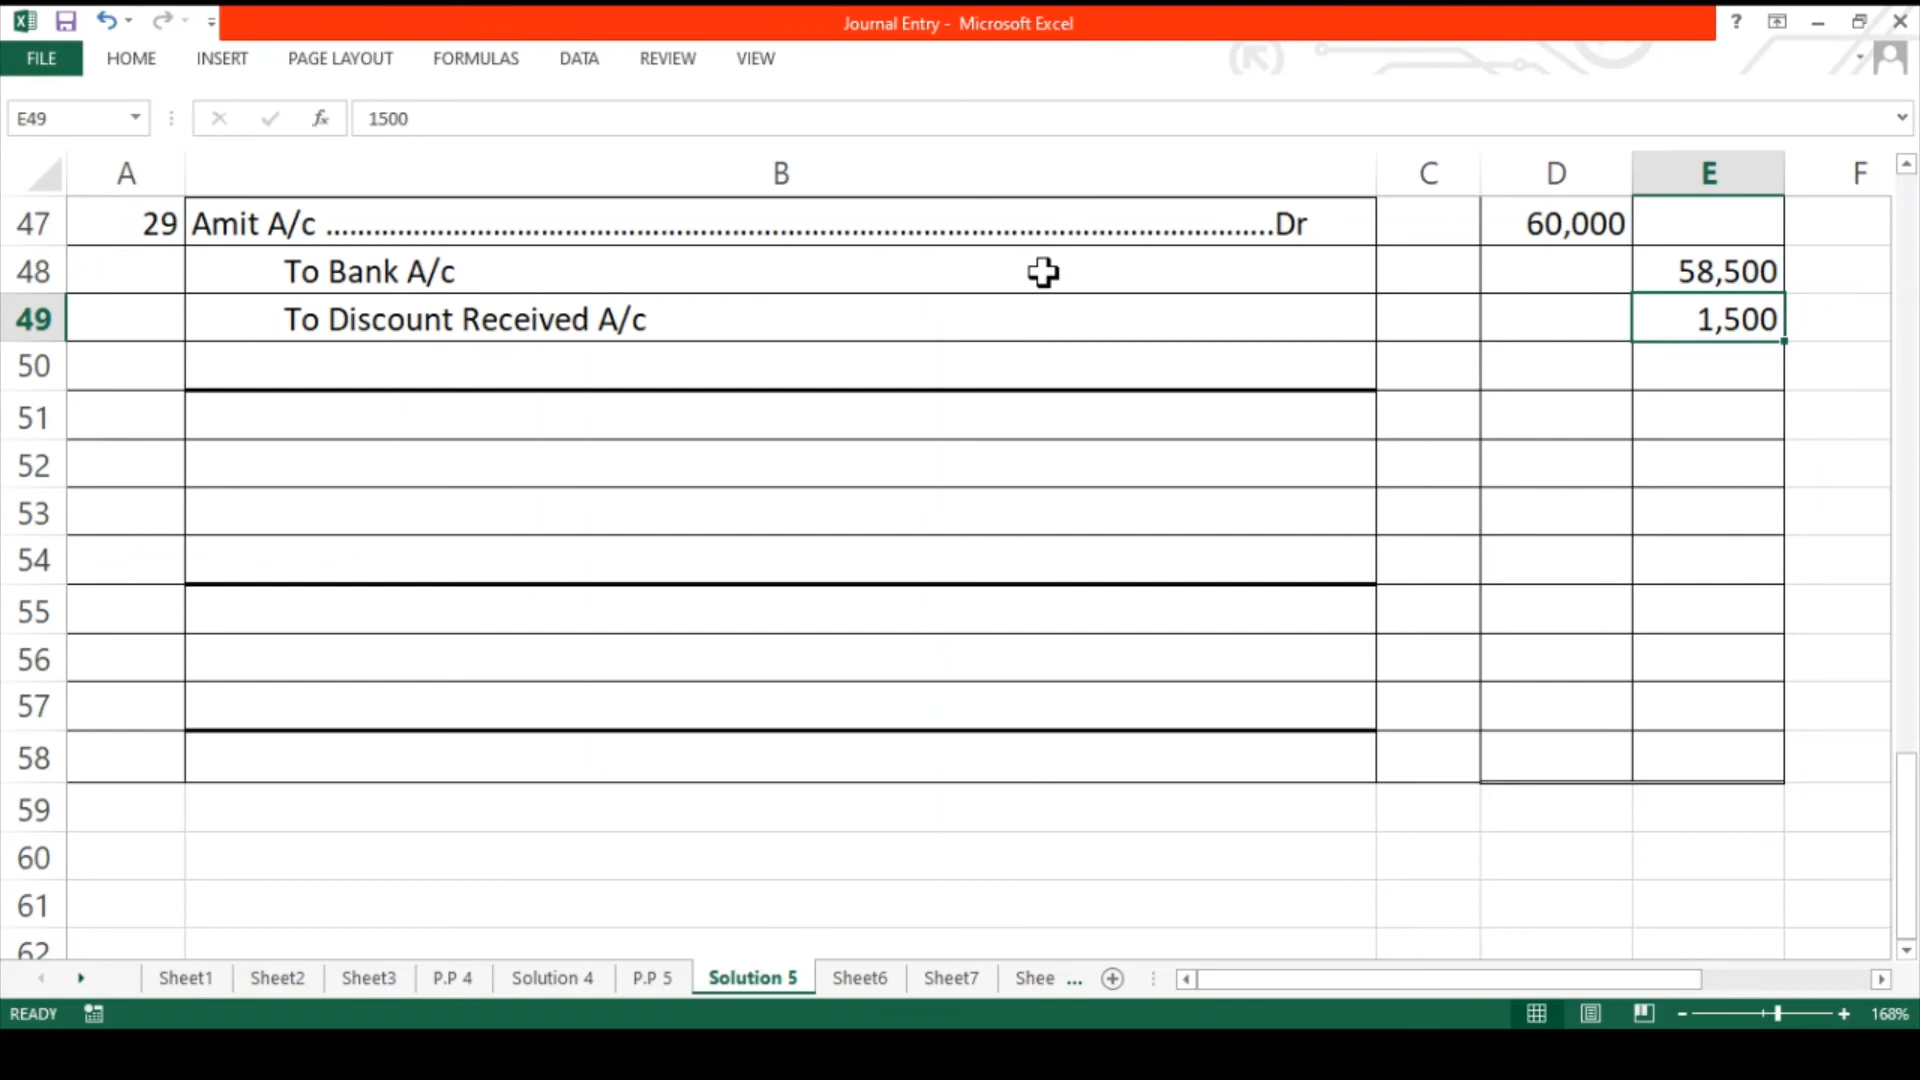 Journal Entry - Microsoft Excel
FILE HOME INSERT PAGE LAYOUT FORMULAS DATA REVIEW VIEW
E49 fx 1500
A B C D E F
47 29 Amit A/c ........................................................................................................Dr 60,000
48 To Bank A/c 58,500
49 To Discount Received A/c 1,500
50
51
52
53
54
55
56
57
58
59
60
61
62
Sheet1 Sheet2 Sheet3 P.P 4 Solution 4 P.P 5 Solution 5 Sheet6 Sheet7 Shee ...
READY 168%